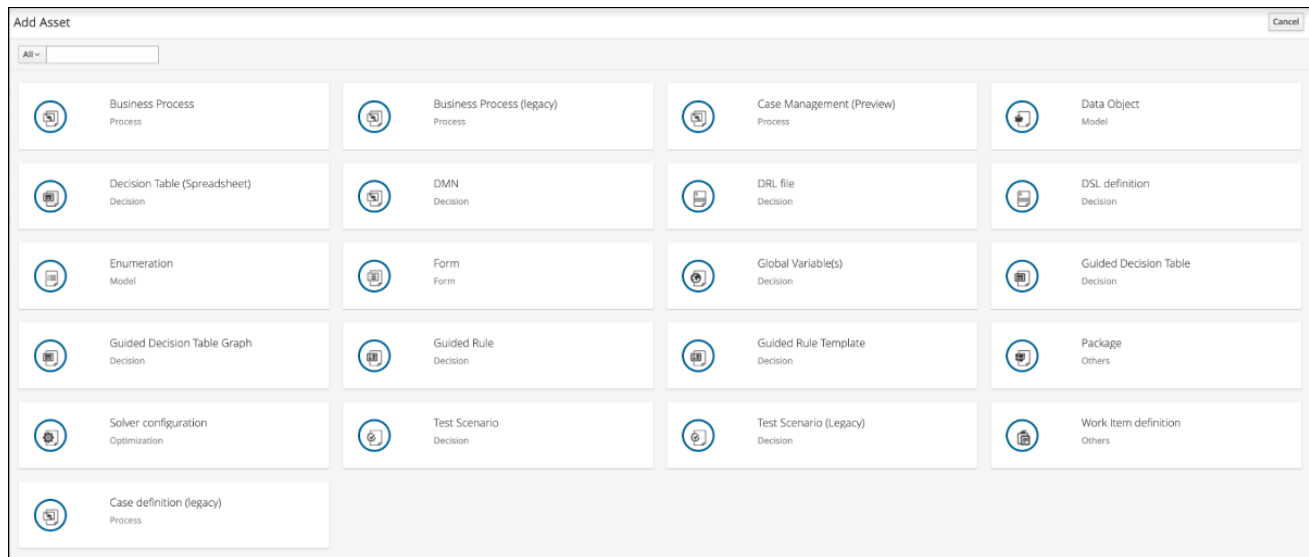 Add Asset
Cancel
All
Business Process
Process
Business Process (legacy)
Process
Case Management (Preview)
Process
Data Object
Model
Decision Table (Spreadsheet)
Decision
DMN
Decision
DRL file
Decision
DSL definition
Decision
Enumeration
Model
Form
Form
Global Variable(s)
Decision
Guided Decision Table
Decision
Guided Decision Table Graph
Decision
Guided Rule
Decision
Guided Rule Template
Decision
Package
Others
Solver configuration
Optimization
Test Scenario
Decision
Test Scenario (Legacy)
Decision
Work Item definition
Others
Case definition (legacy)
Process